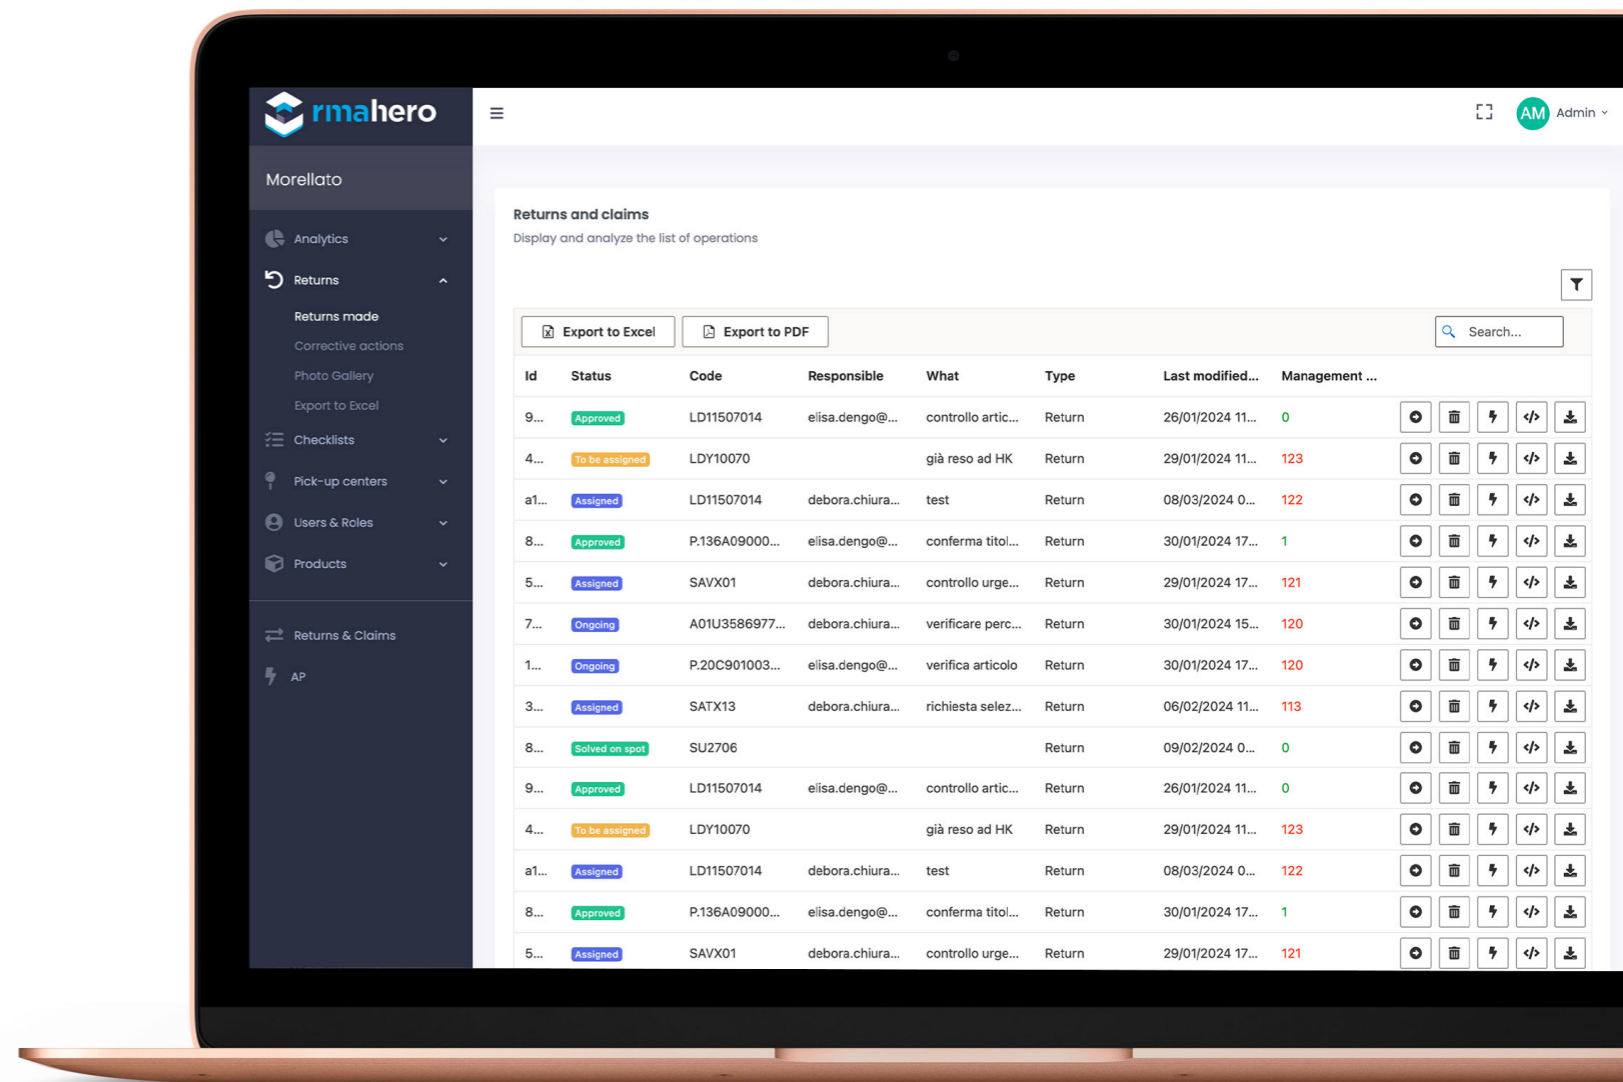 rmahero
AM Admin
Morellato
Analytics
Returns
Returns made
Corrective actions
Photo Gallery
Export to Excel
Checklists
Pick-up centers
Users & Roles
Products
Returns & Claims
AP
Returns and claims
Display and analyze the list of operations
Export to Excel Export to PDF Search...
Id Status Code Responsible What Type Last modified... Management ...
9... Approved LD11507014 elisa.dengo@... controllo artic... Return 26/01/2024 11... 0
4... To be assigned LDY10070 già reso ad HK Return 29/01/2024 11... 123
a1... Assigned LD11507014 debora.chiura... test Return 08/03/2024 0... 122
8... Approved P.136A09000... elisa.dengo@... conferma titol... Return 30/01/2024 17... 1
5... Assigned SAVX01 debora.chiura... controllo urge... Return 29/01/2024 17... 121
7... Ongoing A01U3586977... debora.chiura... verificare perc... Return 30/01/2024 15... 120
1... Ongoing P.20C901003... elisa.dengo@... verifica articolo Return 30/01/2024 17... 120
3... Assigned SATX13 debora.chiura... richiesta selez... Return 06/02/2024 11... 113
8... Solved on spot SU2706 Return 09/02/2024 0... 0
9... Approved LD11507014 elisa.dengo@... controllo artic... Return 26/01/2024 11... 0
4... To be assigned LDY10070 già reso ad HK Return 29/01/2024 11... 123
a1... Assigned LD11507014 debora.chiura... test Return 08/03/2024 0... 122
8... Approved P.136A09000... elisa.dengo@... conferma titol... Return 30/01/2024 17... 1
5... Assigned SAVX01 debora.chiura... controllo urge... Return 29/01/2024 17... 121